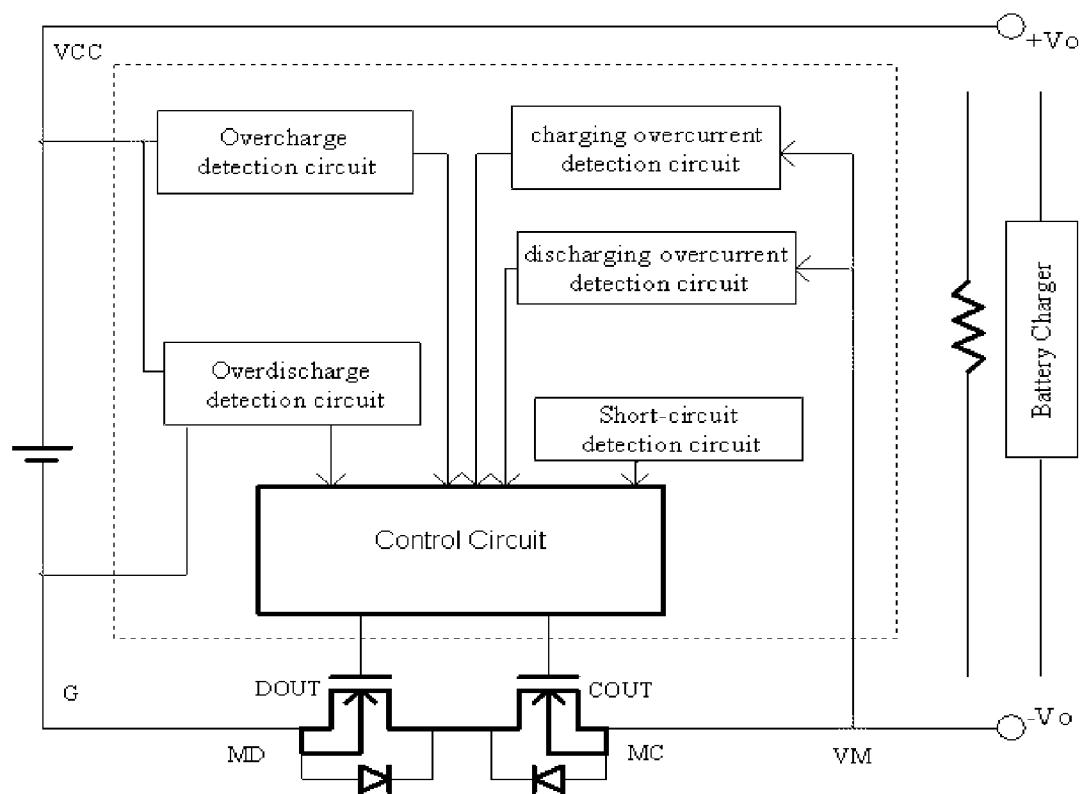 +Vo
VCC
Overcharge
detection circuit
charging overcurrent
detection circuit
discharging overcurrent
detection circuit
Battery Charger
Overdischarge
detection circuit
Short-circuit
detection circuit
Control Circuit
G
DOUT
COUT
-Vo
MD
MC
VM